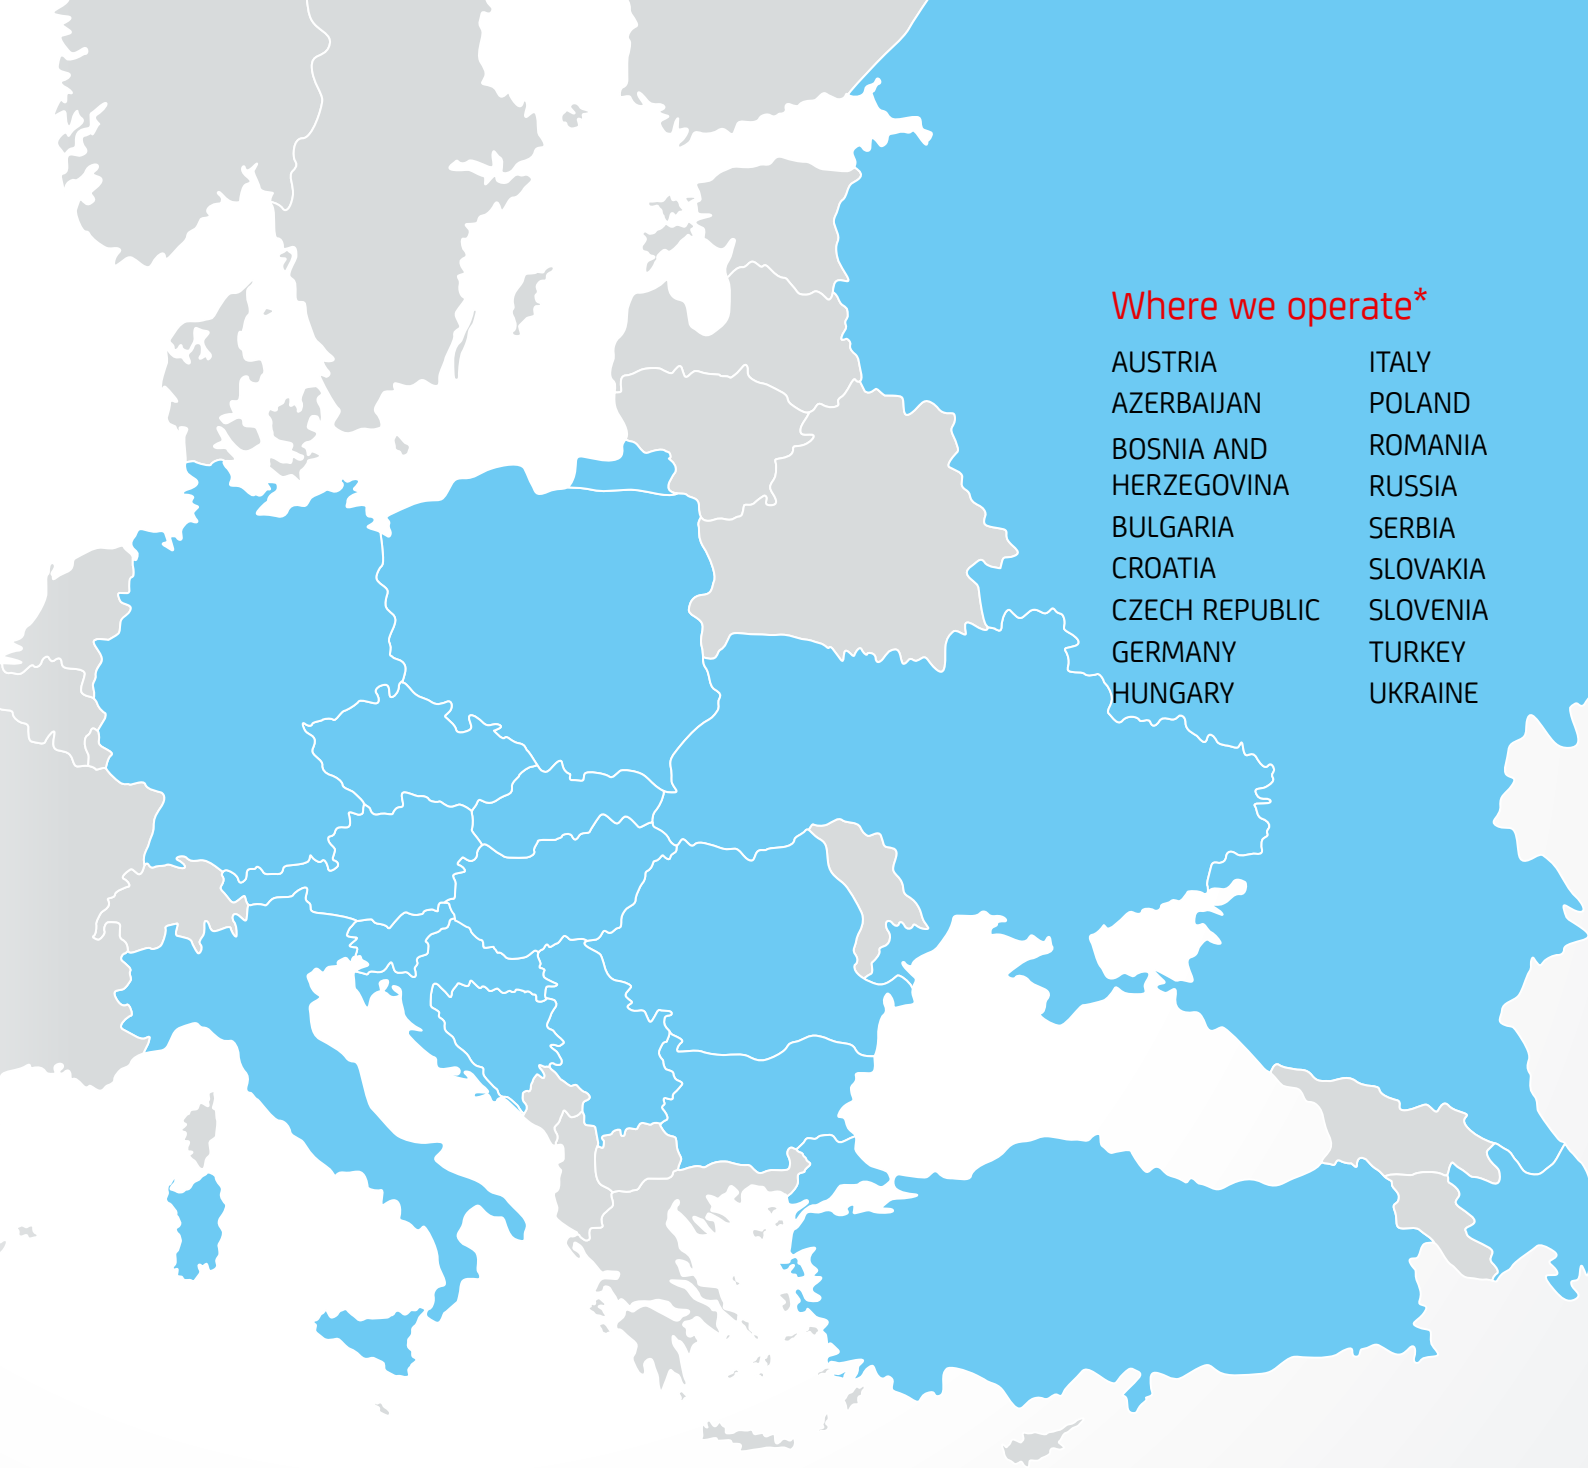 Where we operate*
AUSTRIA
AZERBAIJAN
BOSNIA AND
HERZEGOVINA
BULGARIA
CROATIA
CZECH REPUBLIC
GERMANY
HUNGARY
ITALY
POLAND
ROMANIA
RUSSIA
SERBIA
SLOVAKIA
SLOVENIA
TURKEY
UKRAINE